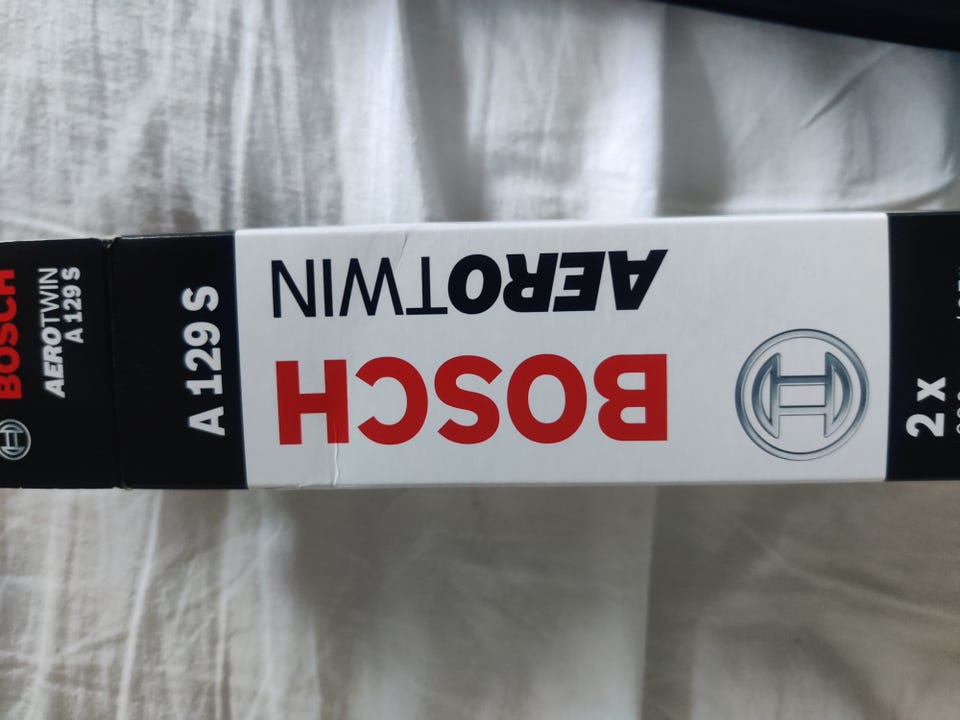 BOSCH
AEROTWIN
A 129 S
A 129 S
BOSCH
AEROTWIN
2 x